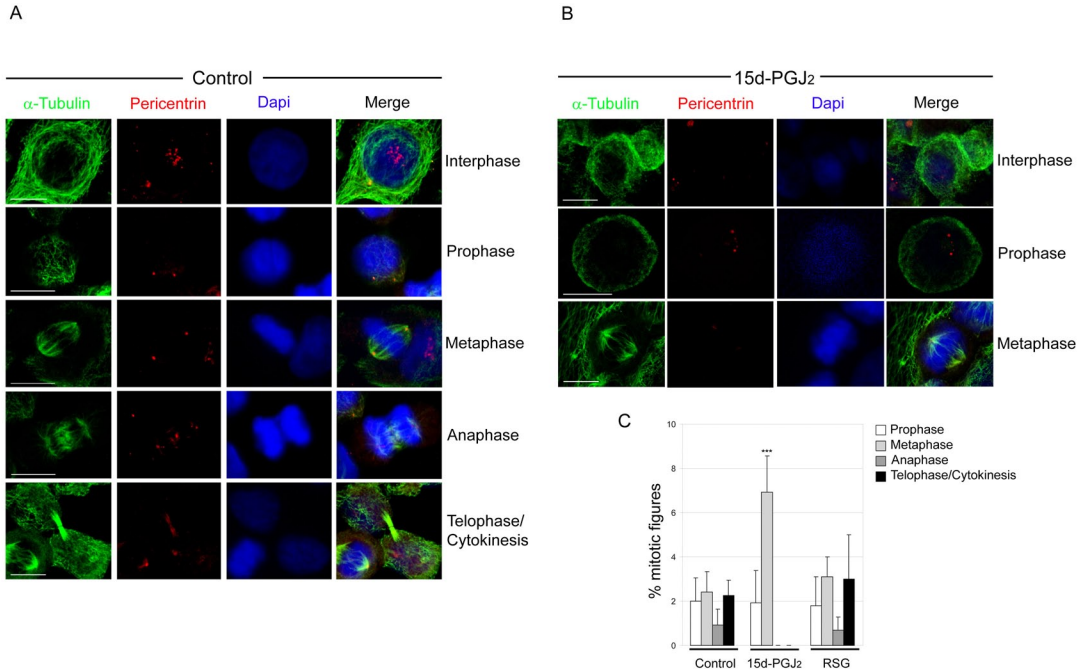 A
Control
α-Tubulin Pericentrin Dapi Merge
Interphase
Prophase
Metaphase
Anaphase
Telophase/
Cytokinesis
B
15d-PGJ2
α-Tubulin Pericentrin Dapi Merge
Interphase
Prophase
Metaphase
C
% mitotic figures
10
8
6
4
2
0
***
Control 15d-PGJ2 RSG
Prophase
Metaphase
Anaphase
Telophase/Cytokinesis